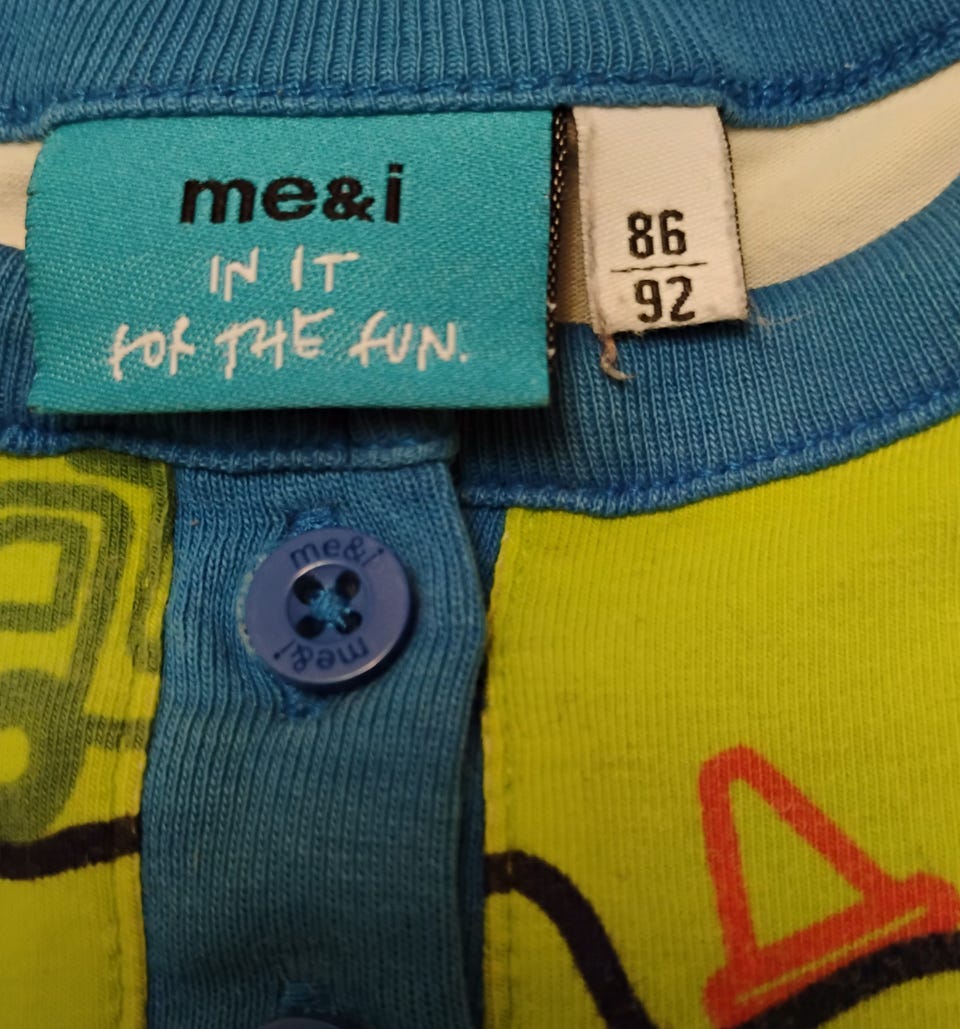 me&i
IN IT
FOR THE FUN.
86
92
me&i
me&i